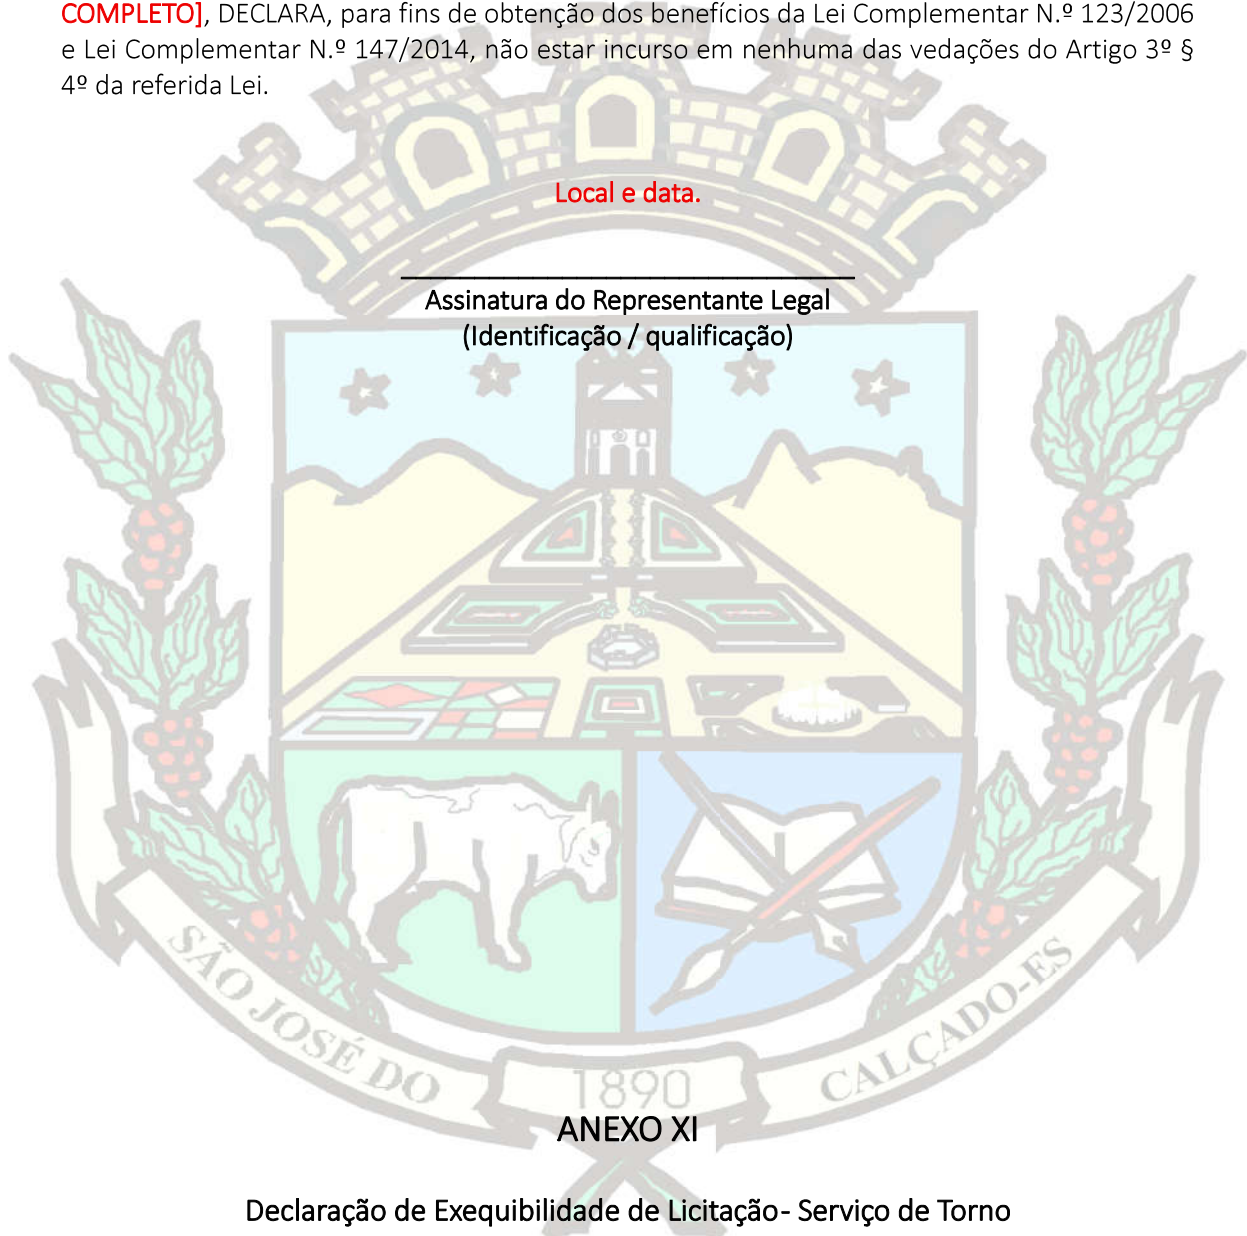 COMPLETO], DECLARA, para fins de obtenção dos benefícios da Lei Complementar N.º 123/2006
e Lei Complementar N.º 147/2014, não estar incurso em nenhuma das vedações do Artigo 3º §
4º da referida Lei.
Local e data.
Assinatura do Representante Legal
(Identificação / qualificação)
SÃO JOSÉ DO
1890
CALÇADO-ES
ANEXO XI
Declaração de Exequibilidade de Licitação- Serviço de Torno